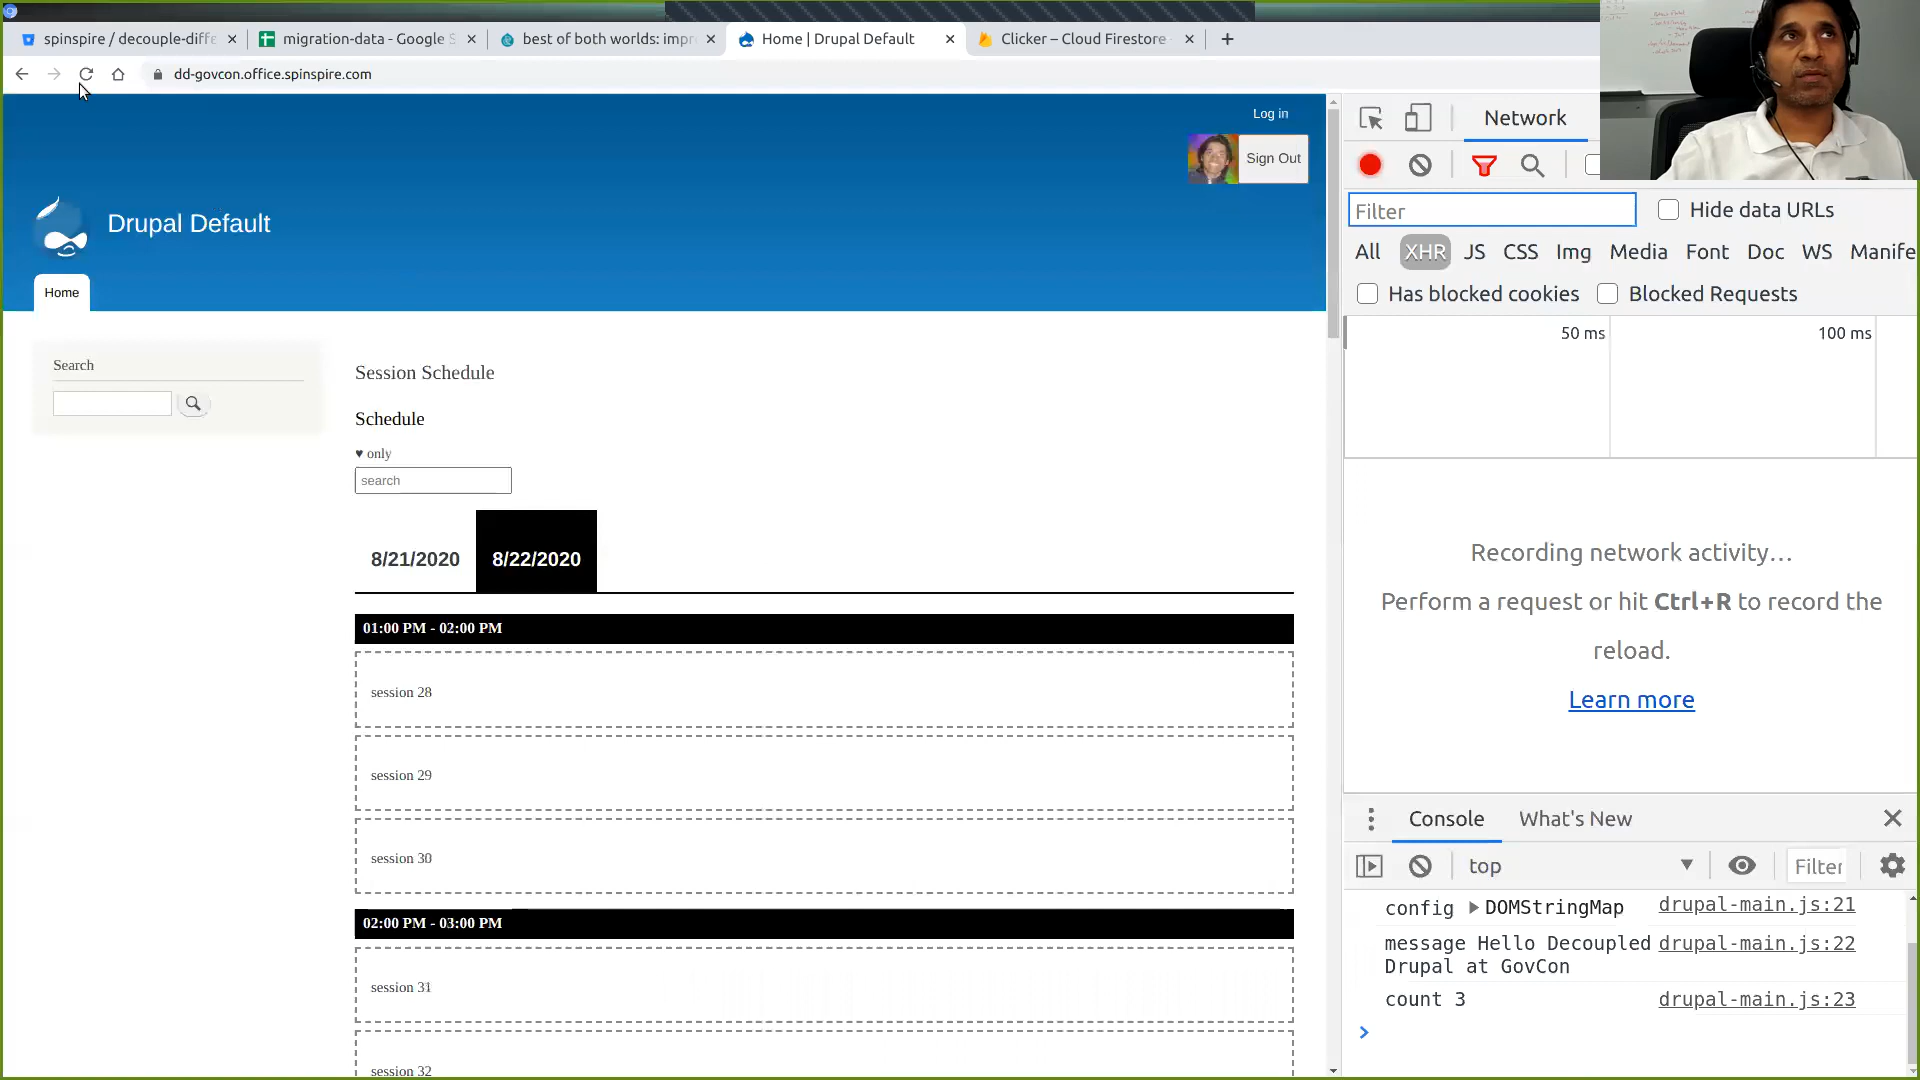 spinspire / decouple-diffe
migration-data - Google S
best of both worlds: impr
Home | Drupal Default
Clicker – Cloud Firestore
dd-govcon.office.spinspire.com
Log in
Sign Out
Drupal Default
Home
Search
Session Schedule
Schedule
♥ only
search
8/21/2020
8/22/2020
01:00 PM - 02:00 PM
session 28
session 29
session 30
02:00 PM - 03:00 PM
session 31
session 32
Network
Filter
Hide data URLs
All XHR JS CSS Img Media Font Doc WS Manife
Has blocked cookies
Blocked Requests
50 ms
100 ms
Recording network activity…
Perform a request or hit Ctrl+R to record the
reload.
Learn more
Console
What's New
top
Filter
config ▶ DOMStringMap drupal-main.js:21
message Hello Decoupled drupal-main.js:22
Drupal at GovCon
count 3 drupal-main.js:23